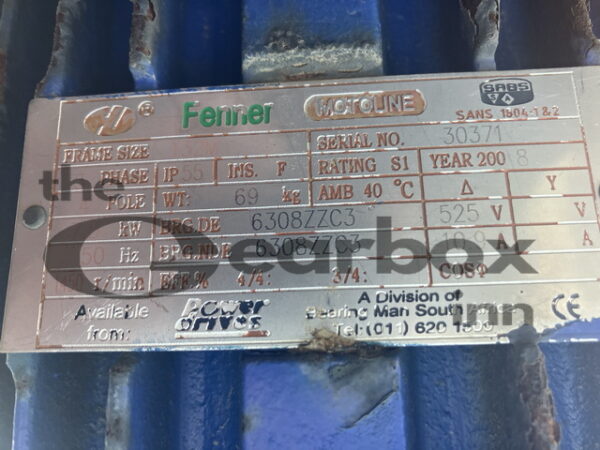 Fenner MOTOLINE SABS
SANS 1804-1&2
FRAME SIZE SERIAL NO. 30371
PHASE IP55 INS. F RATING S1 YEAR 2008
POLE WT: 69 kg AMB 40 °C Δ Y
kW BRG.DE 6308ZZC3 525 V V
50 Hz BRG.NDE 6308ZZC3 A A
r/min EFF.% 4/4: 3/4: COSΦ
Available from: Power drives
A Division of
Bearing Man South
Tel: (011) 620
CE
the Gearbox
inn